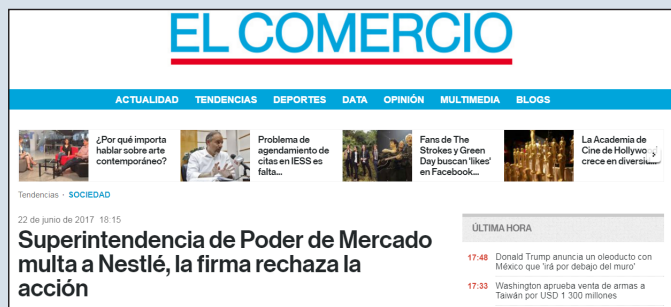 EL COMERCIO
ACTUALIDAD TENDENCIAS DEPORTES DATA OPINIÓN MULTIMEDIA BLOGS
¿Por qué importa
hablar sobre arte
contemporáneo?
Problema de
agendamiento de
citas en IESS es
falta...
Fans de The
Strokes y Green
Day buscan 'likes'
en Facebook...
La Academia de
Cine de Hollywo
crece en diversid...
Tendencias · SOCIEDAD
22 de junio de 2017 18:15
Superintendencia de Poder de Mercado
multa a Nestlé, la firma rechaza la
acción
ÚLTIMA HORA
17:48 Donald Trump anuncia un oleoducto con
México que 'irá por debajo del muro'
17:33 Washington aprueba venta de armas a
Taiwán por USD 1 300 millones